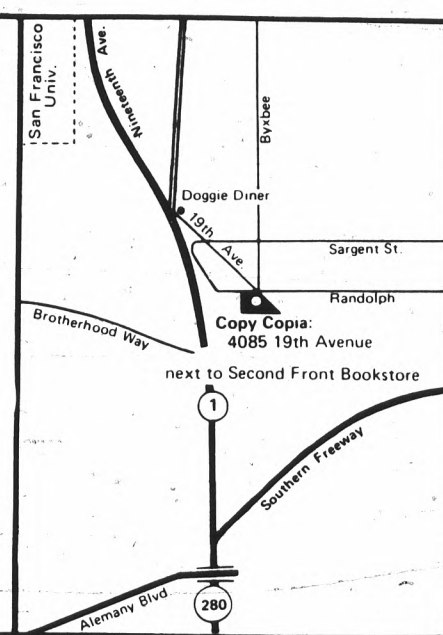 San Francisco
Univ.
Nineteenth Ave.
Byxbee
Doggie Diner
19th Ave.
Sargent St.
Randolph
Brotherhood Way
Copy Copia:
4085 19th Avenue
next to Second Front Bookstore
1
Southern Freeway
Alemany Blvd
280